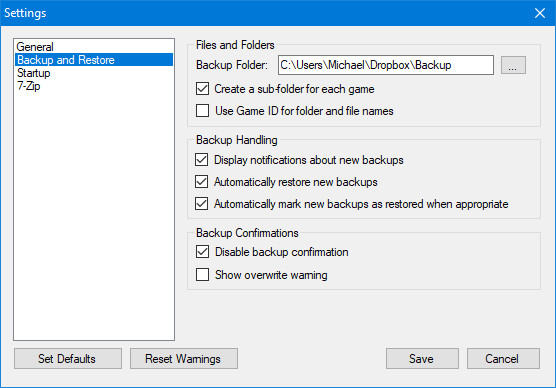 Settings
General
Backup and Restore
Startup
7-Zip
Files and Folders
Backup Folder: C:\Users\Michael\Dropbox\Backup ...
Create a sub-folder for each game
Use Game ID for folder and file names
Backup Handling
Display notifications about new backups
Automatically restore new backups
Automatically mark new backups as restored when appropriate
Backup Confirmations
Disable backup confirmation
Show overwrite warning
Set Defaults Reset Warnings Save Cancel